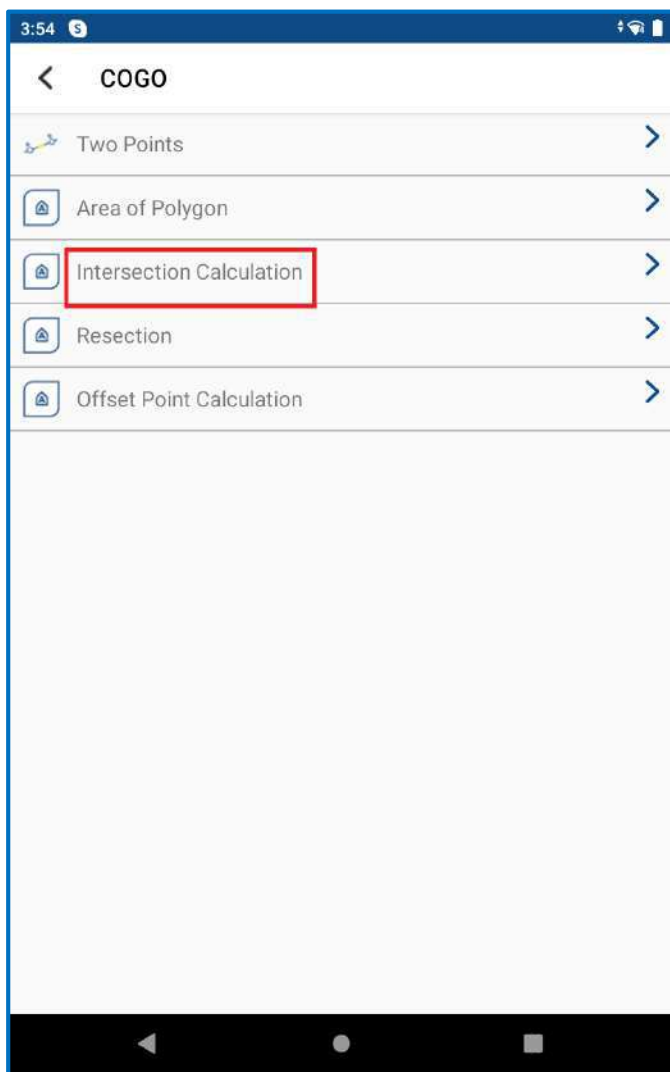 3:54 S
COGO
Two Points
Area of Polygon
Intersection Calculation
Resection
Offset Point Calculation